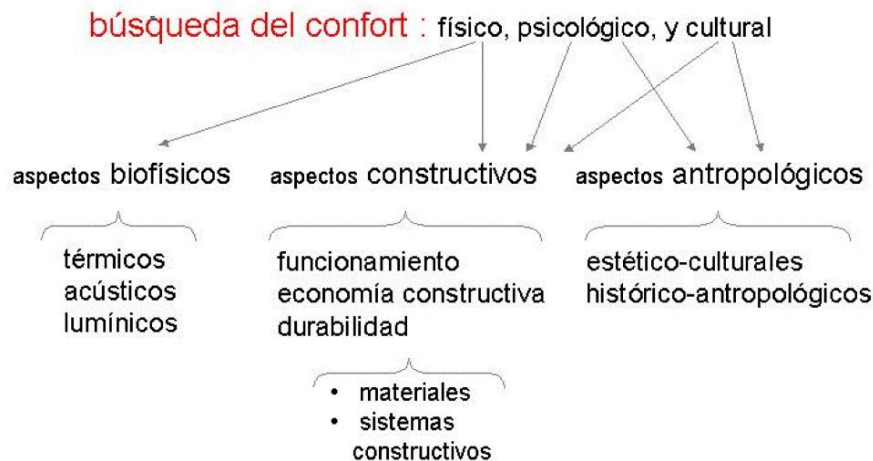 búsqueda del confort : físico, psicológico, y cultural
aspectos biofísicos
térmicos
acústicos
lumínicos
aspectos constructivos
funcionamiento
economía constructiva
durabilidad
• materiales
• sistemas
constructivos
aspectos antropológicos
estético-culturales
histórico-antropológicos